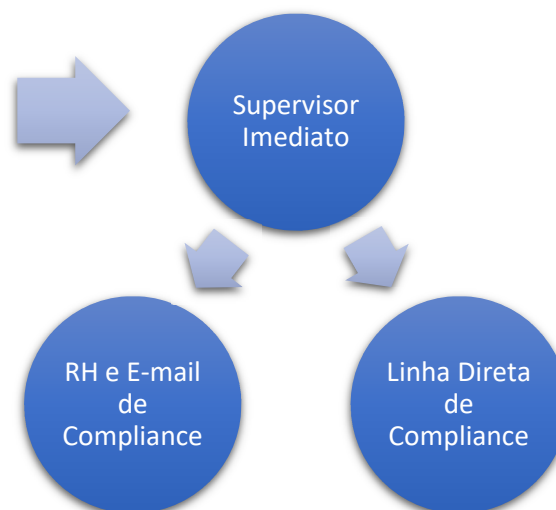 Supervisor
Imediato
RH e E-mail
de
Compliance
Linha Direta
de
Compliance